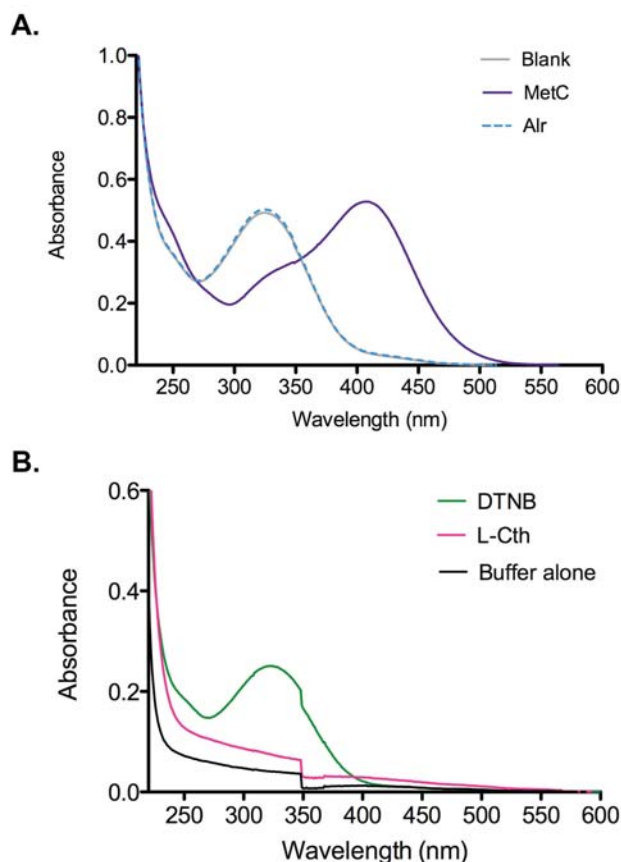 A.
Blank
MetC
Alr
1.0
0.8
0.6
0.4
0.2
0.0
Absorbance
250 300 350 400 450 500 550 600
Wavelength (nm)
B.
DTNB
L-Cth
Buffer alone
0.6
0.4
0.2
0.0
Absorbance
250 300 350 400 450 500 550 600
Wavelength (nm)